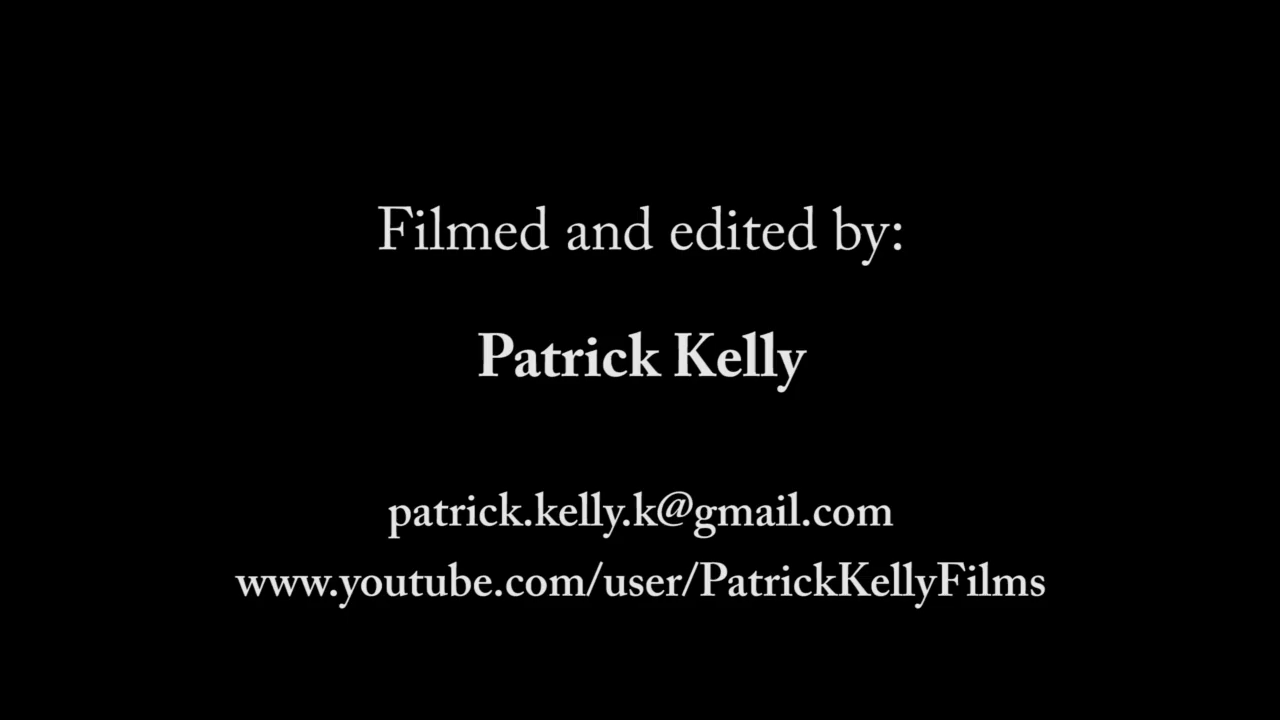 Filmed and edited by:
Patrick Kelly
patrick.kelly.k@gmail.com
www.youtube.com/user/PatrickKellyFilms